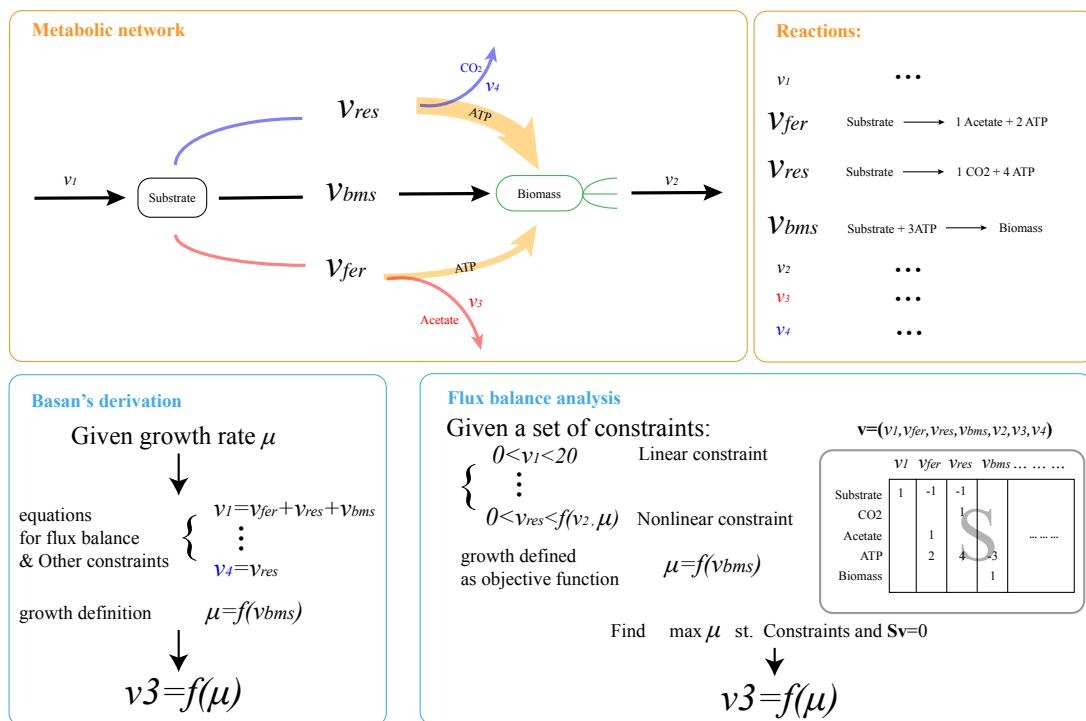 Metabolic network
CO2
v4
vres
ATP
v1
Substrate
vbms
Biomass
v2
vfer
ATP
v3
Acetate
Reactions:
v1 ...
vfer Substrate → 1 Acetate + 2 ATP
vres Substrate → 1 CO2 + 4 ATP
vbms Substrate + 3ATP → Biomass
v2 ...
v3 ...
v4 ...
Basan's derivation
Given growth rate μ
equations
for flux balance
& Other constraints
{
v1=vfer+vres+vbms
⋮
v4=vres
growth definition μ=f(vbms)
v3=f(μ)
Flux balance analysis
Given a set of constraints:
{
0<v1<20 Linear constraint
⋮
0<vres<f(v2,μ) Nonlinear constraint
growth defined
as objective function μ=f(vbms)
v=(v1,vfer,vres,vbms,v2,v3,v4)
v1 vfer vres vbms ... ... ...
Substrate 1 -1 -1
CO2 1
Acetate 1 ... ... ...
ATP 2 4 -3
Biomass 1
S
Find max μ st. Constraints and Sv=0
v3=f(μ)